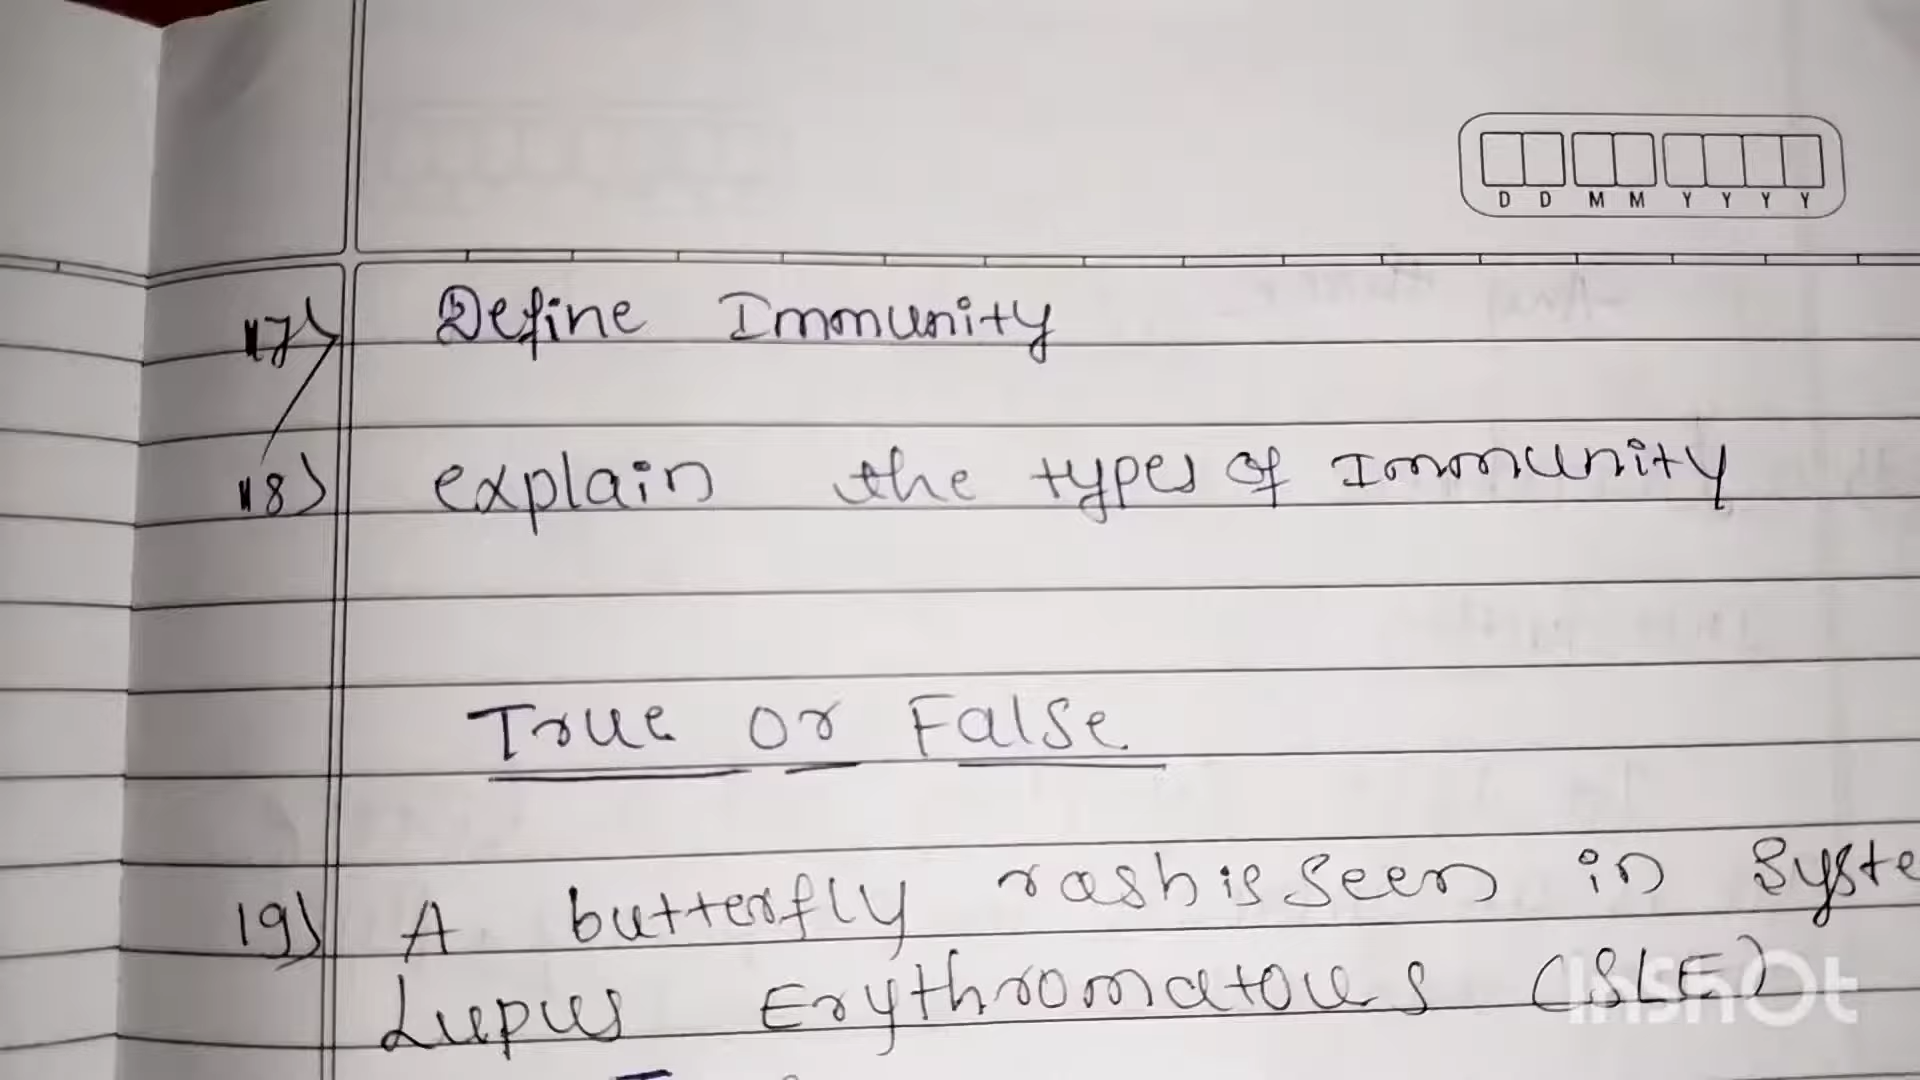 D D M M Y Y Y Y
17) Define Immunity
18) explain the types of Immunity
True or False
19) A butterfly rash is seen in Syste
Lupus Erythromatous (SLE)
InShOt